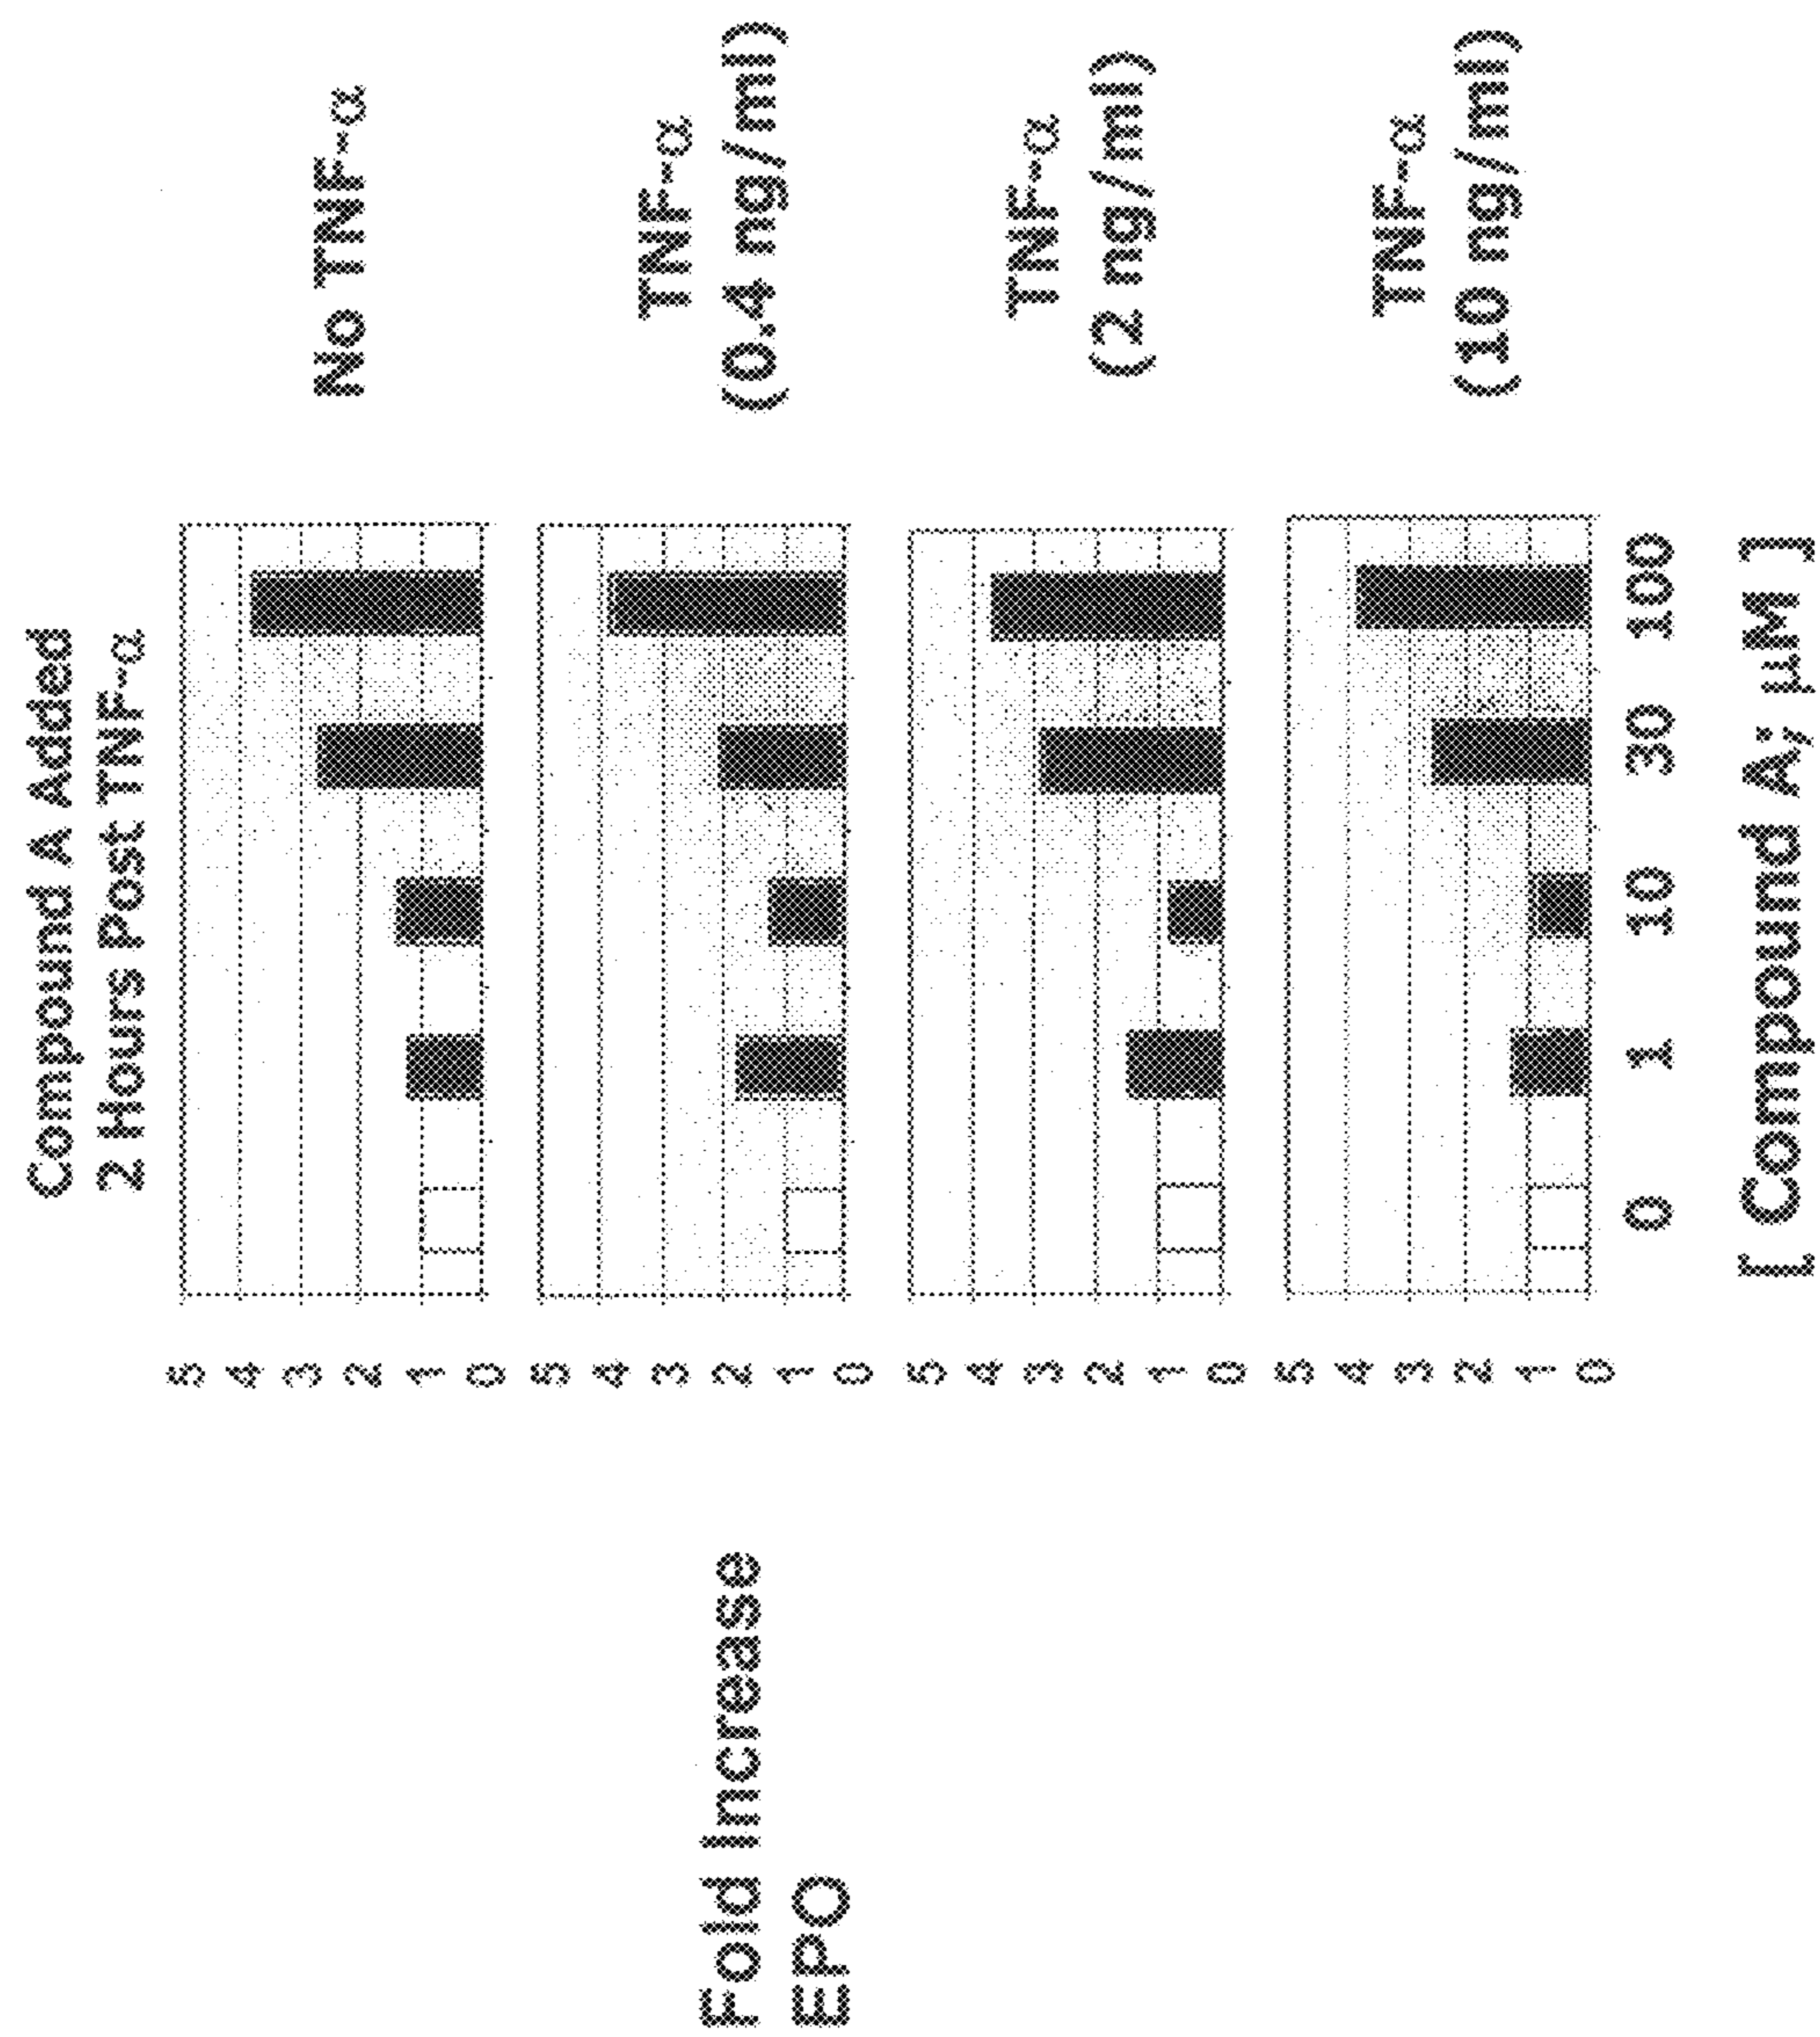 Compound A Added
2 Hours Post TNF-α
5
4
3
2
1
0
No TNF-α
5
4
3
2
1
0
TNF-α
(0.4 ng/ml)
Fold Increase
EPO
5
4
3
2
1
0
TNF-α
(2 ng/ml)
5
4
3
2
1
0
TNF-α
(10 ng/ml)
0 1 10 30 100
[ Compound A; μM ]